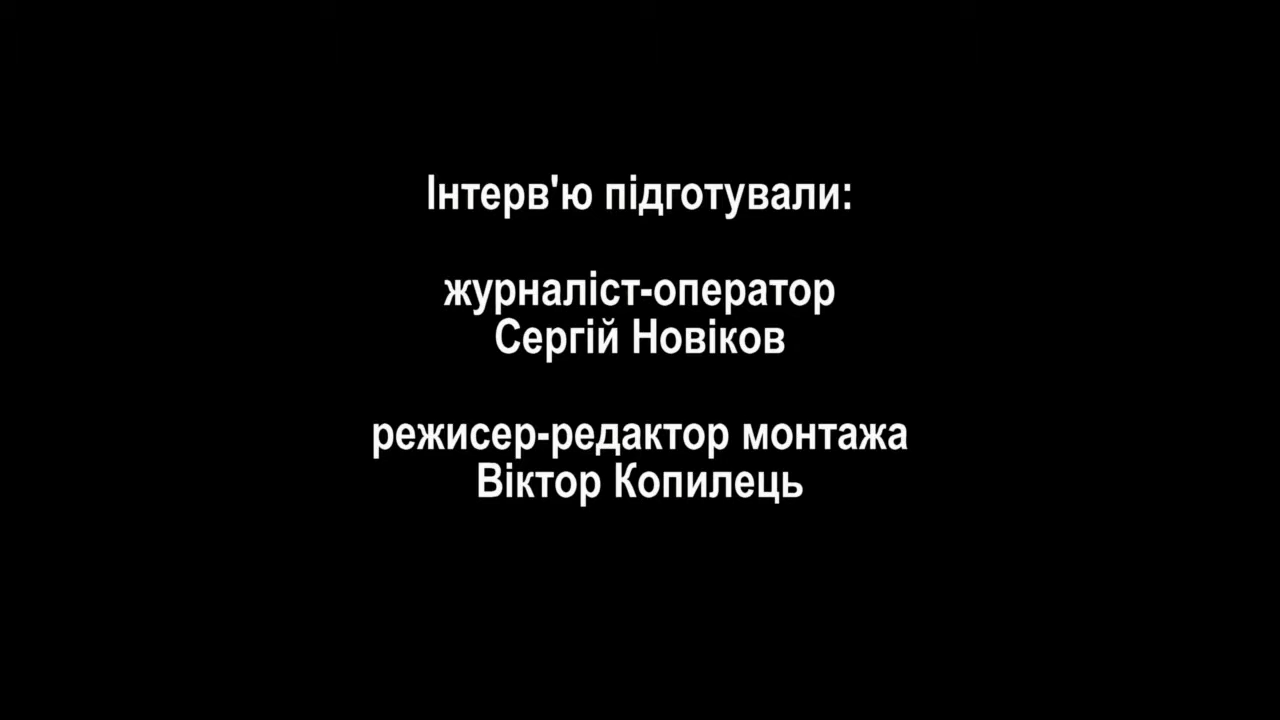 Інтерв'ю підготували:
журналіст-оператор
Сергій Новіков
режисер-редактор монтажа
Віктор Копилець